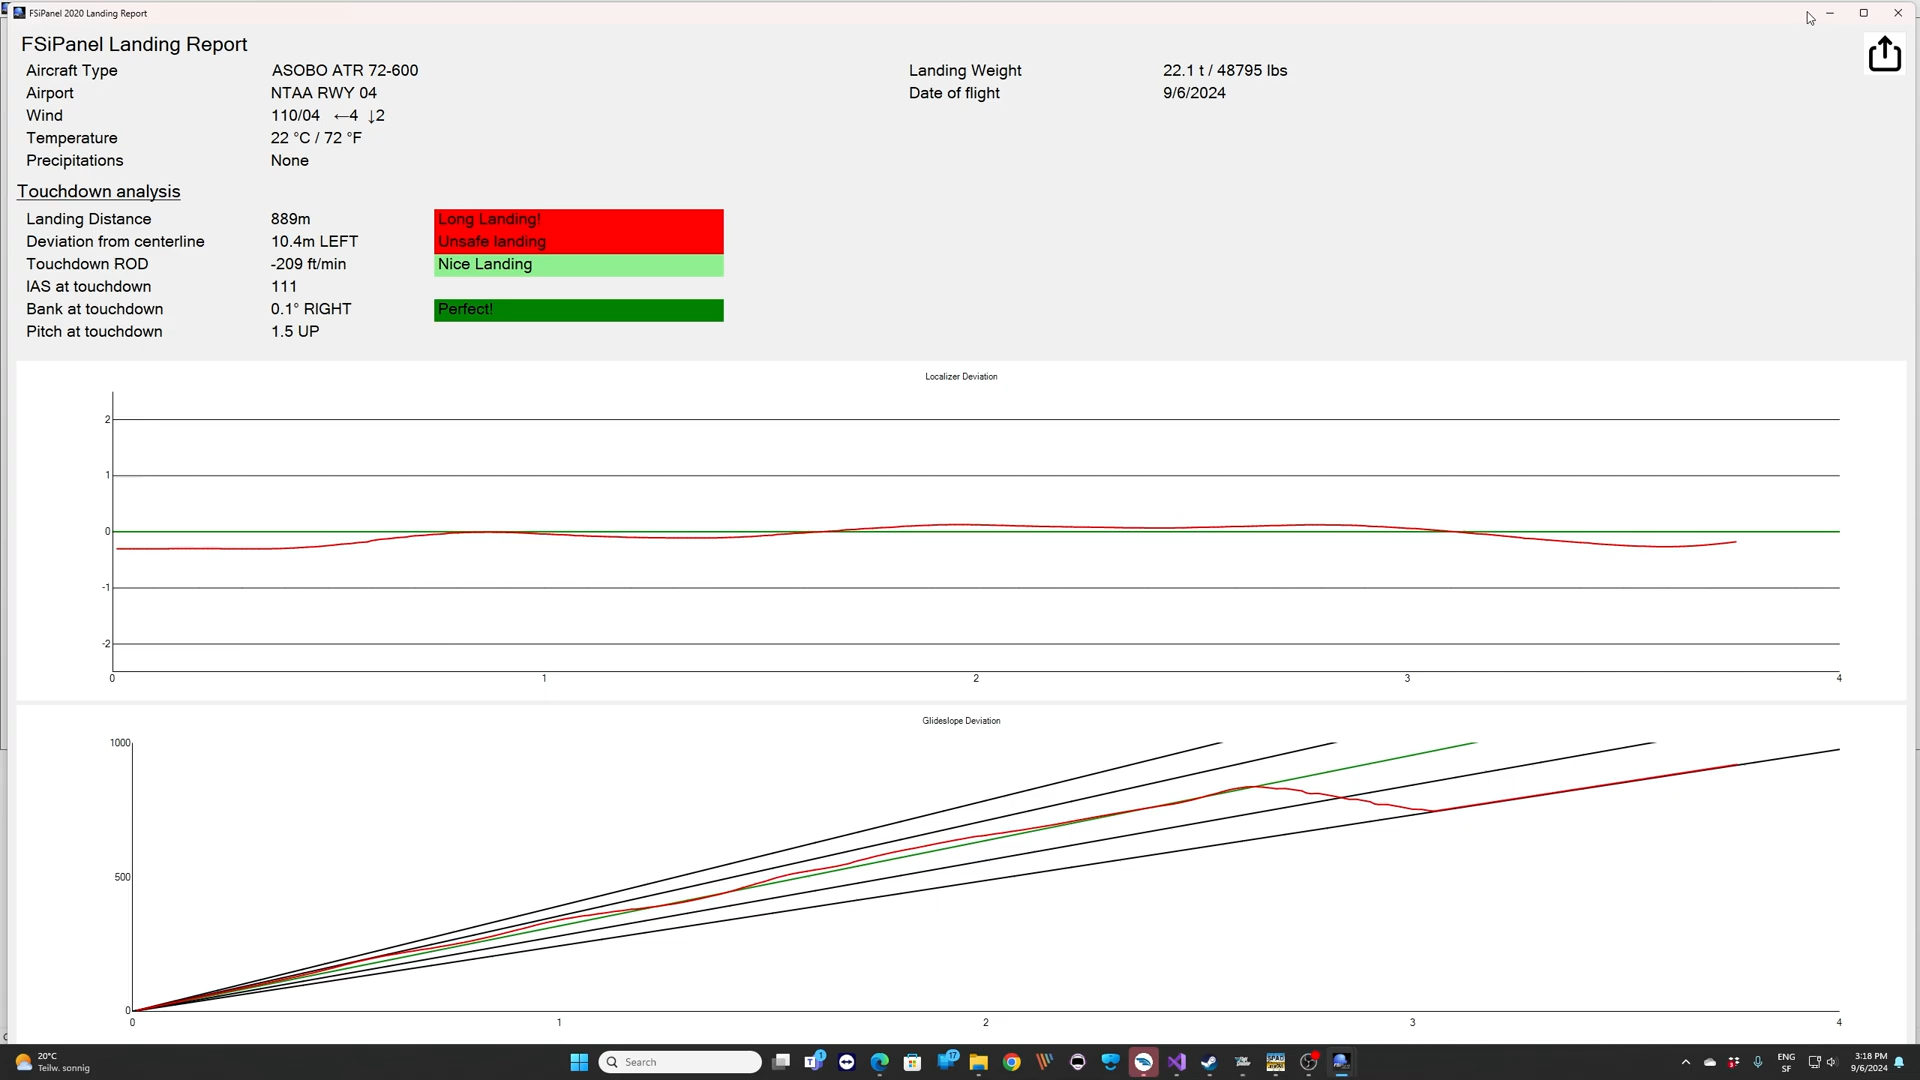 FSiPanel 2020 Landing Report
FSiPanel Landing Report
Aircraft Type ASOBO ATR 72-600 Landing Weight 22.1 t / 48795 lbs
Airport NTAA RWY 04 Date of flight 9/6/2024
Wind 110/04 ←4 ↓2
Temperature 22 °C / 72 °F
Precipitations None
Touchdown analysis
Landing Distance 889m Long Landing!
Deviation from centerline 10.4m LEFT Unsafe landing
Touchdown ROD -209 ft/min Nice Landing
IAS at touchdown 111
Bank at touchdown 0.1° RIGHT Perfect!
Pitch at touchdown 1.5 UP
Localizer Deviation
2
1
0
-1
-2
0 1 2 3 4
Glideslope Deviation
1000
500
0
0 1 2 3 4
20°C
Teilw. sonnig
Search
1
17
ENG
SF
3:18 PM
9/6/2024